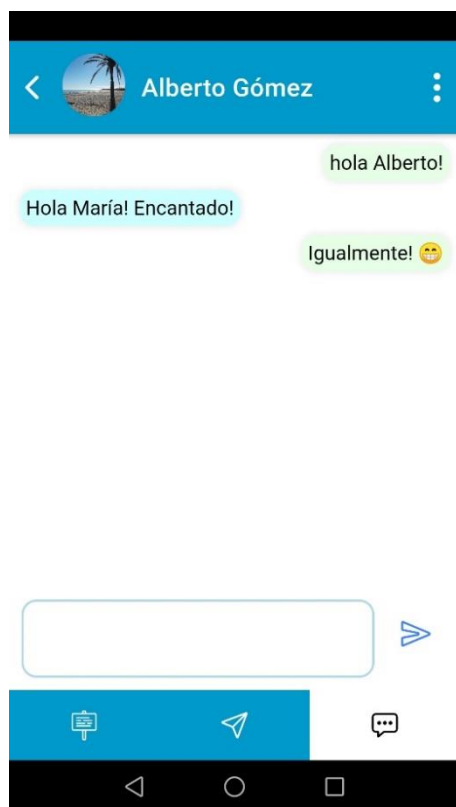 Alberto Gómez
hola Alberto!
Hola María! Encantado!
Igualmente! 😁